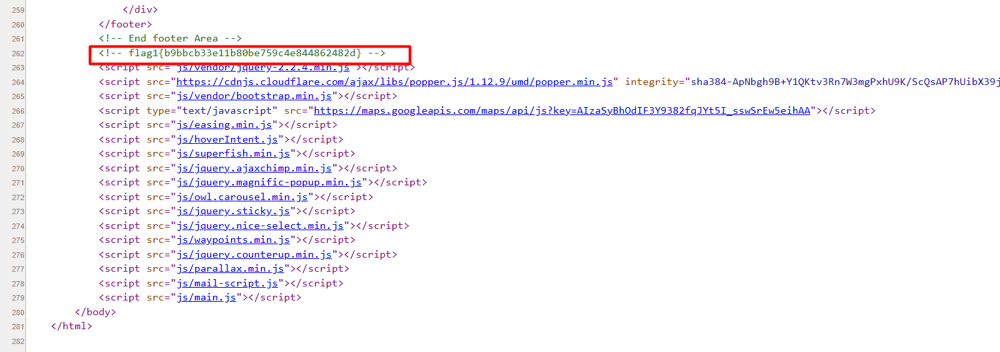 259 </div>
260 </footer>
261 <!-- End footer Area -->
262 <!-- flag1{b9bbcb33e11b80be759c4e844862482d} -->
263 <script src="js/vendor/jquery-2.2.4.min.js"></script>
264 <script src="https://cdnjs.cloudflare.com/ajax/libs/popper.js/1.12.9/umd/popper.min.js" integrity="sha384-ApNbgh9B+Y1QKtv3Rn7W3mgPxhU9K/ScQsAP7hUibX39j
265 <script src="js/vendor/bootstrap.min.js"></script>
266 <script type="text/javascript" src="https://maps.googleapis.com/maps/api/js?key=AIzaSyBhOdIF3Y9382fqJYt5I_sswSrEw5eihAA"></script>
267 <script src="js/easing.min.js"></script>
268 <script src="js/hoverIntent.js"></script>
269 <script src="js/superfish.min.js"></script>
270 <script src="js/jquery.ajaxchimp.min.js"></script>
271 <script src="js/jquery.magnific-popup.min.js"></script>
272 <script src="js/owl.carousel.min.js"></script>
273 <script src="js/jquery.sticky.js"></script>
274 <script src="js/jquery.nice-select.min.js"></script>
275 <script src="js/waypoints.min.js"></script>
276 <script src="js/jquery.counterup.min.js"></script>
277 <script src="js/parallax.min.js"></script>
278 <script src="js/mail-script.js"></script>
279 <script src="js/main.js"></script>
280 </body>
281 </html>
282